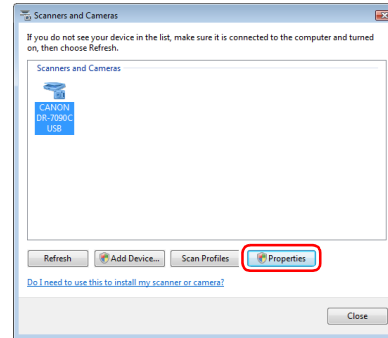 Scanners and Cameras
If you do not see your device in the list, make sure it is connected to the computer and turned
on, then choose Refresh.
Scanners and Cameras
CANON
DR-7090C
USB
Refresh
Add Device...
Scan Profiles
Properties
Do I need to use this to install my scanner or camera?
Close